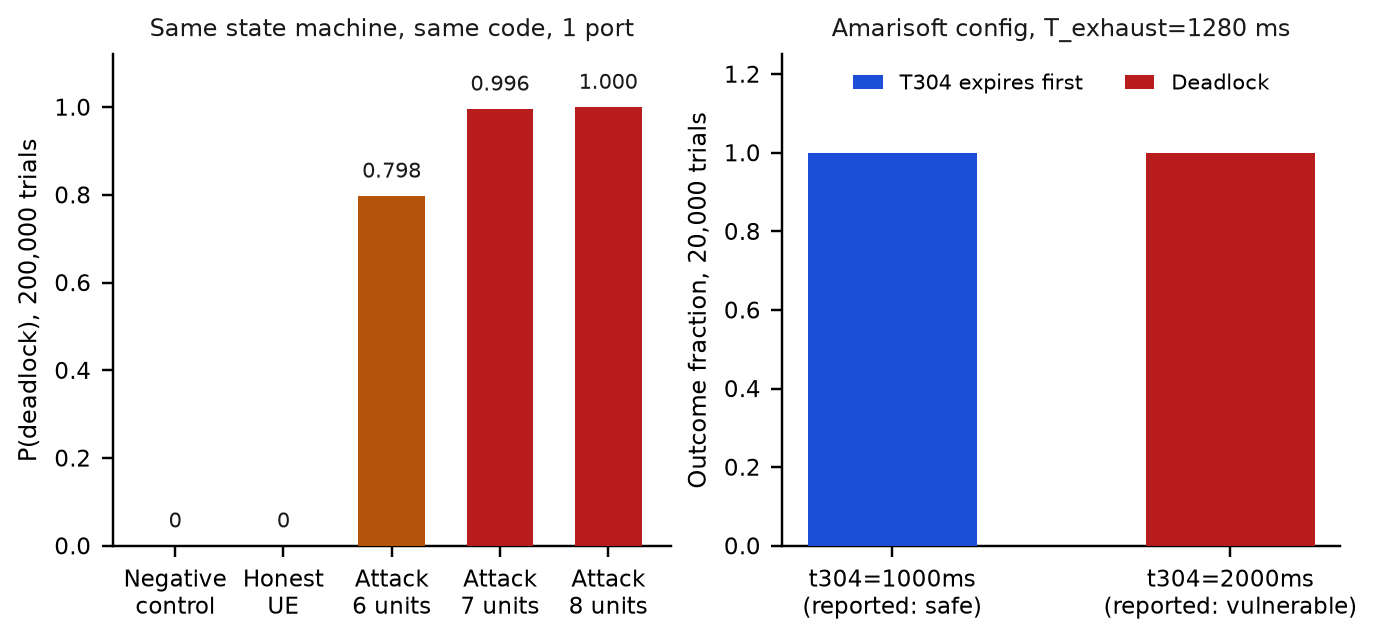 Same state machine, same code, 1 port
P(deadlock), 200,000 trials
1.0
0.8
0.6
0.4
0.2
0.0
0
0
0.798
0.996
1.000
Negative
control
Honest
UE
Attack
6 units
Attack
7 units
Attack
8 units
Amarisoft config, T_exhaust=1280 ms
T304 expires first
Deadlock
Outcome fraction, 20,000 trials
1.2
1.0
0.8
0.6
0.4
0.2
0.0
t304=1000ms
(reported: safe)
t304=2000ms
(reported: vulnerable)